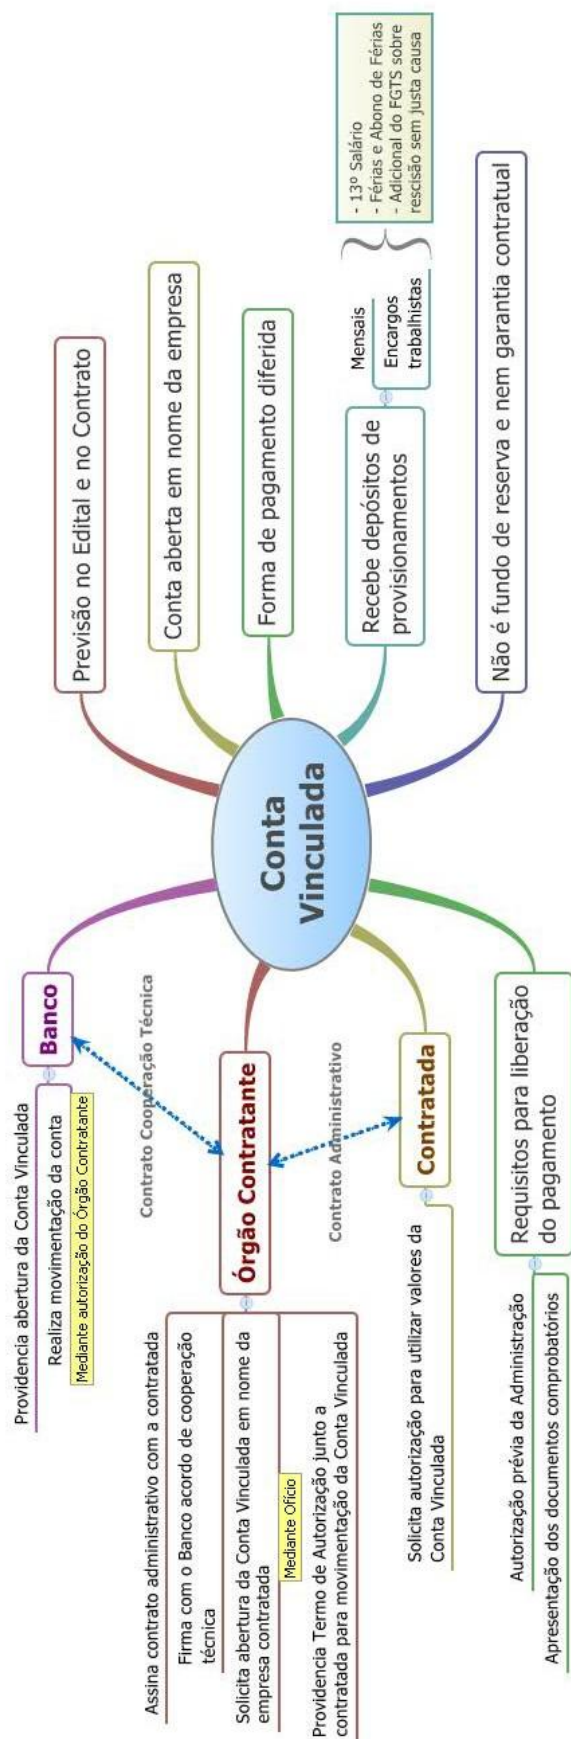 Conta
Vinculada
Banco
Providencia abertura da Conta Vinculada
Realiza movimentação da conta
Mediante autorização do Órgão Contratante
Contrato Cooperação Técnica
Órgão Contratante
Assina contrato administrativo com a contratada
Firma com o Banco acordo de cooperação
técnica
Solicita abertura da Conta Vinculada em nome da
empresa contratada
Mediante Ofício
Providencia Termo de Autorização junto a
contratada para movimentação da Conta Vinculada
Contrato Administrativo
Contratada
Solicita autorização para utilizar valores da
Conta Vinculada
Requisitos para liberação
do pagamento
Autorização prévia da Administração
Apresentação dos documentos comprobatórios
Previsão no Edital e no Contrato
Conta aberta em nome da empresa
Forma de pagamento diferida
Recebe depósitos de
provisionamentos
Mensais
Encargos
trabalhistas
- 13º Salário
- Férias e Abono de Férias
- Adicional do FGTS sobre
rescisão sem justa causa
Não é fundo de reserva e nem garantia contratual